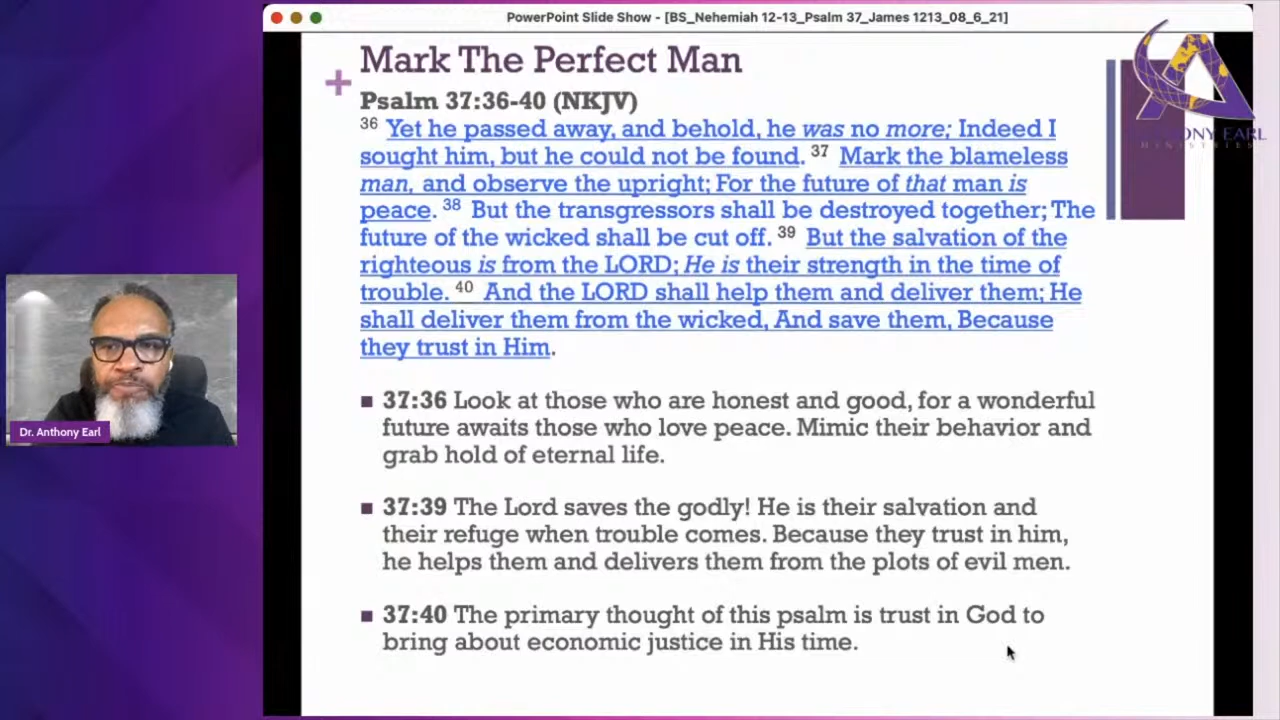 PowerPoint Slide Show - [BS_Nehemiah 12-13_Psalm 37_James 1213_08_6_21]
Mark The Perfect Man
Psalm 37:36-40 (NKJV)
36 Yet he passed away, and behold, he was no more; Indeed I
sought him, but he could not be found. 37 Mark the blameless
man, and observe the upright; For the future of that man is
peace. 38 But the transgressors shall be destroyed together; The
future of the wicked shall be cut off. 39 But the salvation of the
righteous is from the LORD; He is their strength in the time of
trouble. 40 And the LORD shall help them and deliver them; He
shall deliver them from the wicked, And save them, Because
they trust in Him.
37:36 Look at those who are honest and good, for a wonderful
future awaits those who love peace. Mimic their behavior and
grab hold of eternal life.
37:39 The Lord saves the godly! He is their salvation and
their refuge when trouble comes. Because they trust in him,
he helps them and delivers them from the plots of evil men.
37:40 The primary thought of this psalm is trust in God to
bring about economic justice in His time.
Dr. Anthony Earl
EARL
MINISTRIES